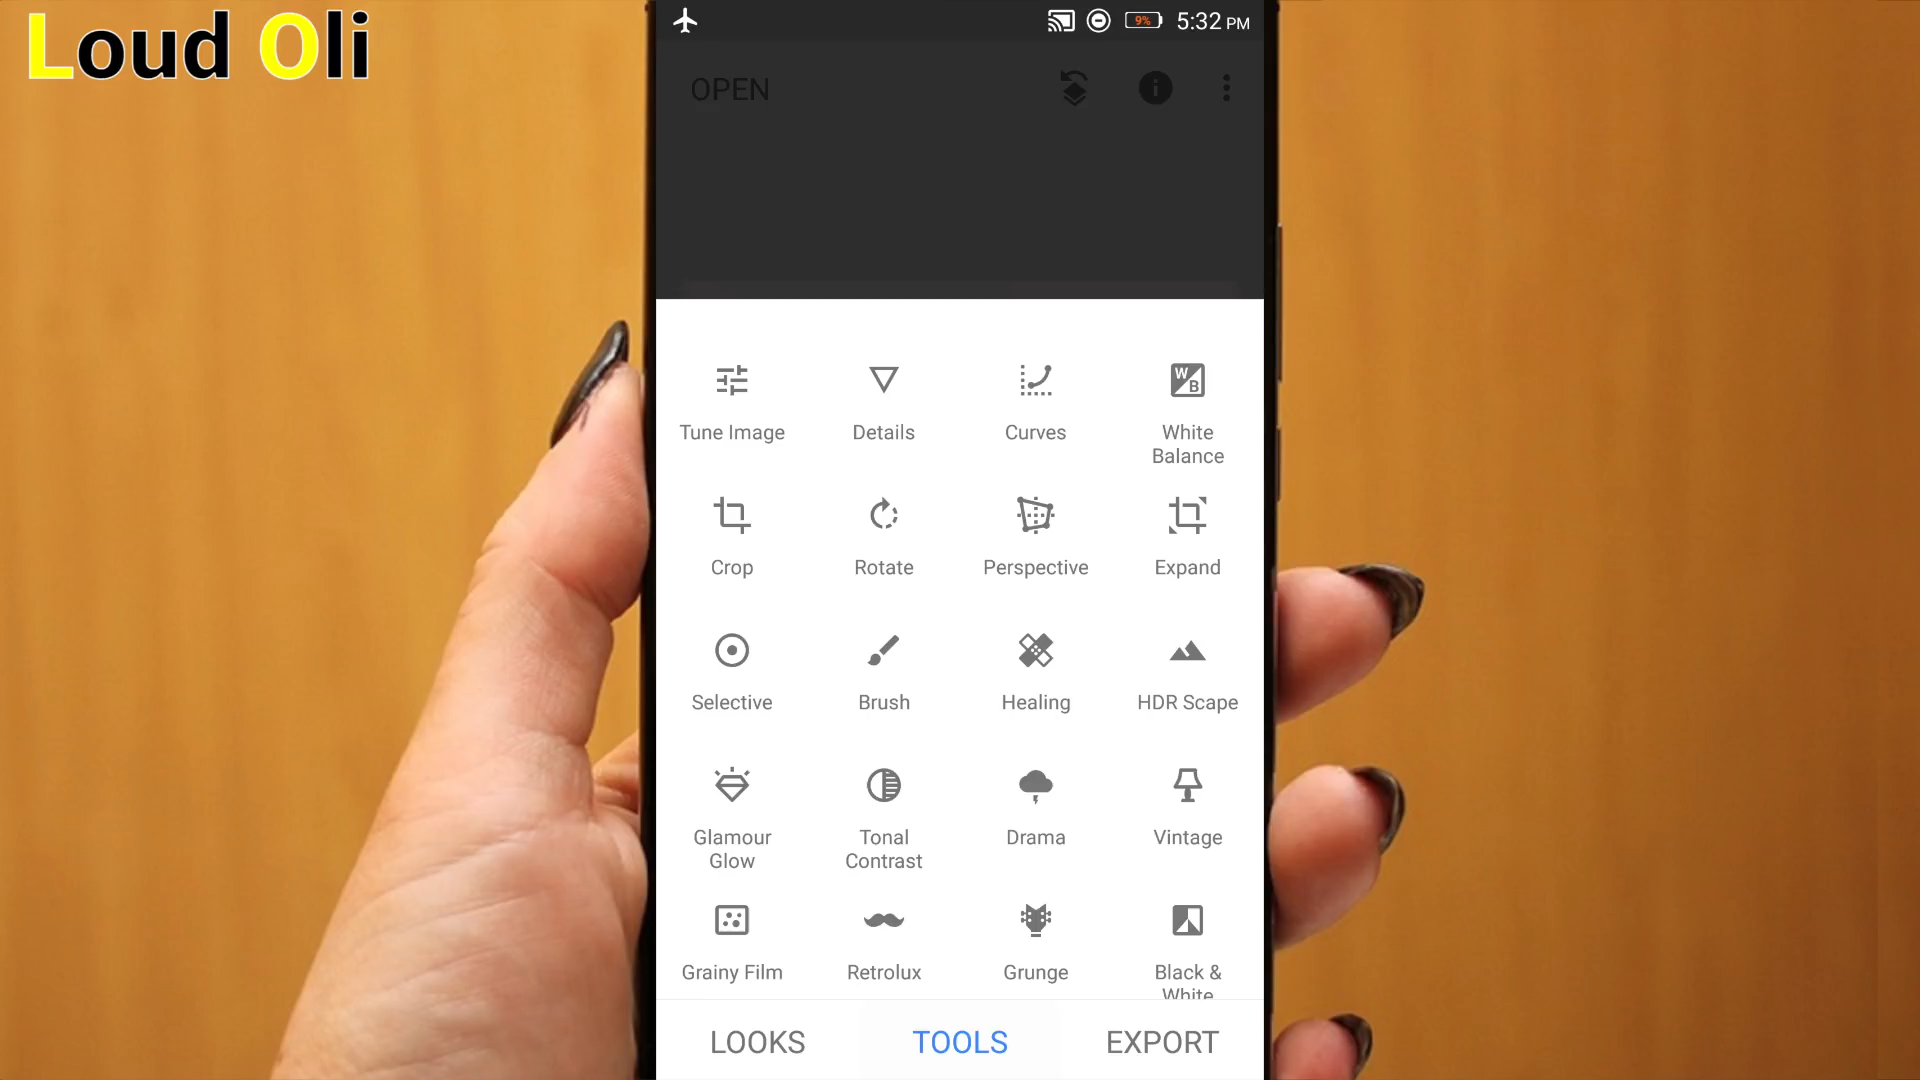 Loud Oli
9% 5:32 PM
OPEN
Tune Image Details Curves White Balance
Crop Rotate Perspective Expand
Selective Brush Healing HDR Scape
Glamour Glow Tonal Contrast Drama Vintage
Grainy Film Retrolux Grunge Black & White
LOOKS TOOLS EXPORT